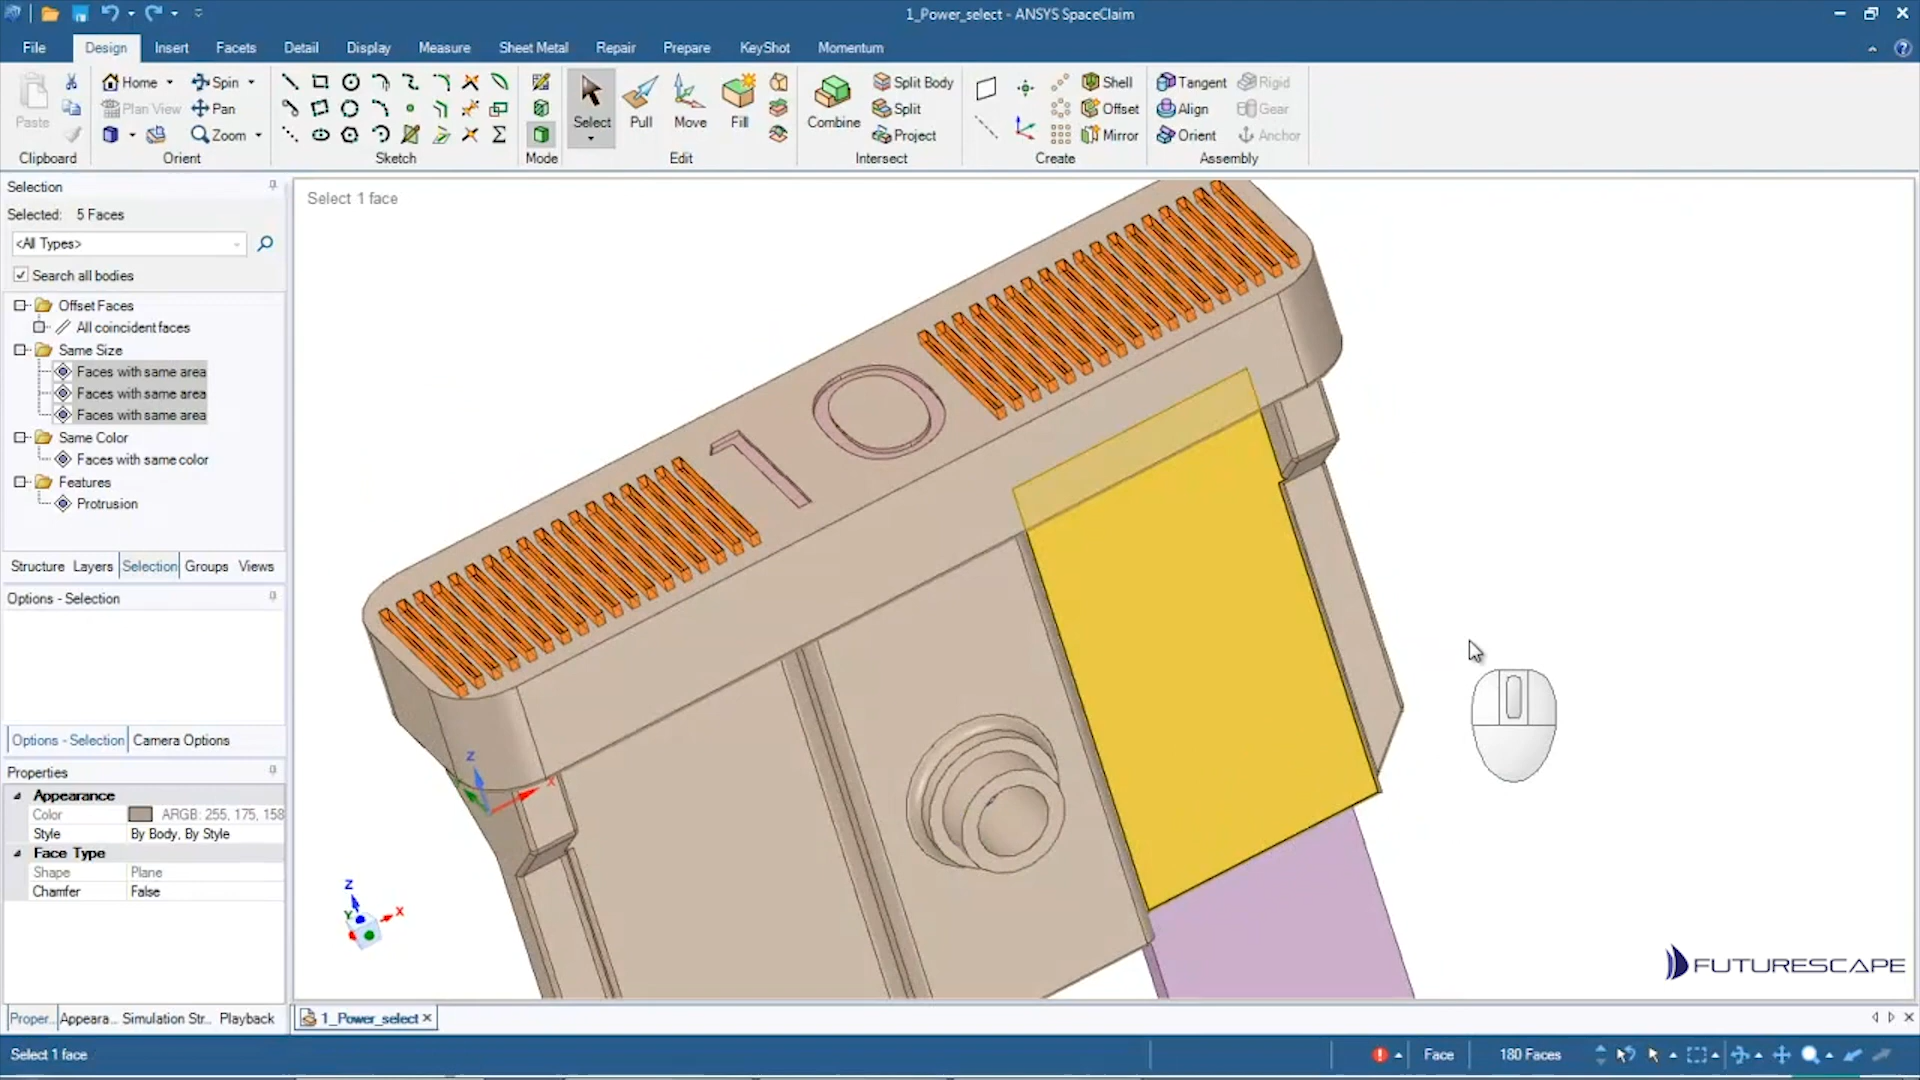 1_Power_select - ANSYS SpaceClaim
File Design Insert Facets Detail Display Measure Sheet Metal Repair Prepare KeyShot Momentum
Paste
Home Spin
Plan View Pan
Zoom
Select Pull Move Fill
Combine
Split Body
Split
Project
Shell
Offset
Mirror
Tangent Rigid
Align Gear
Orient Anchor
Clipboard Orient Sketch Mode Edit Intersect Create Assembly
Selection
Selected: 5 Faces
<All Types>
Search all bodies
Offset Faces
All coincident faces
Same Size
Faces with same area
Faces with same area
Faces with same area
Same Color
Faces with same color
Features
Protrusion
Structure Layers Selection Groups Views
Options - Selection
Options - Selection Camera Options
Properties
Appearance
Color ARGB: 255, 175, 158
Style By Body, By Style
Face Type
Shape Plane
Chamfer False
Proper... Appeara... Simulation Str... Playback
Select 1 face
10
Z
X
Z
Y
X
FUTURESCAPE
1_Power_select
Select 1 face
Face 180 Faces